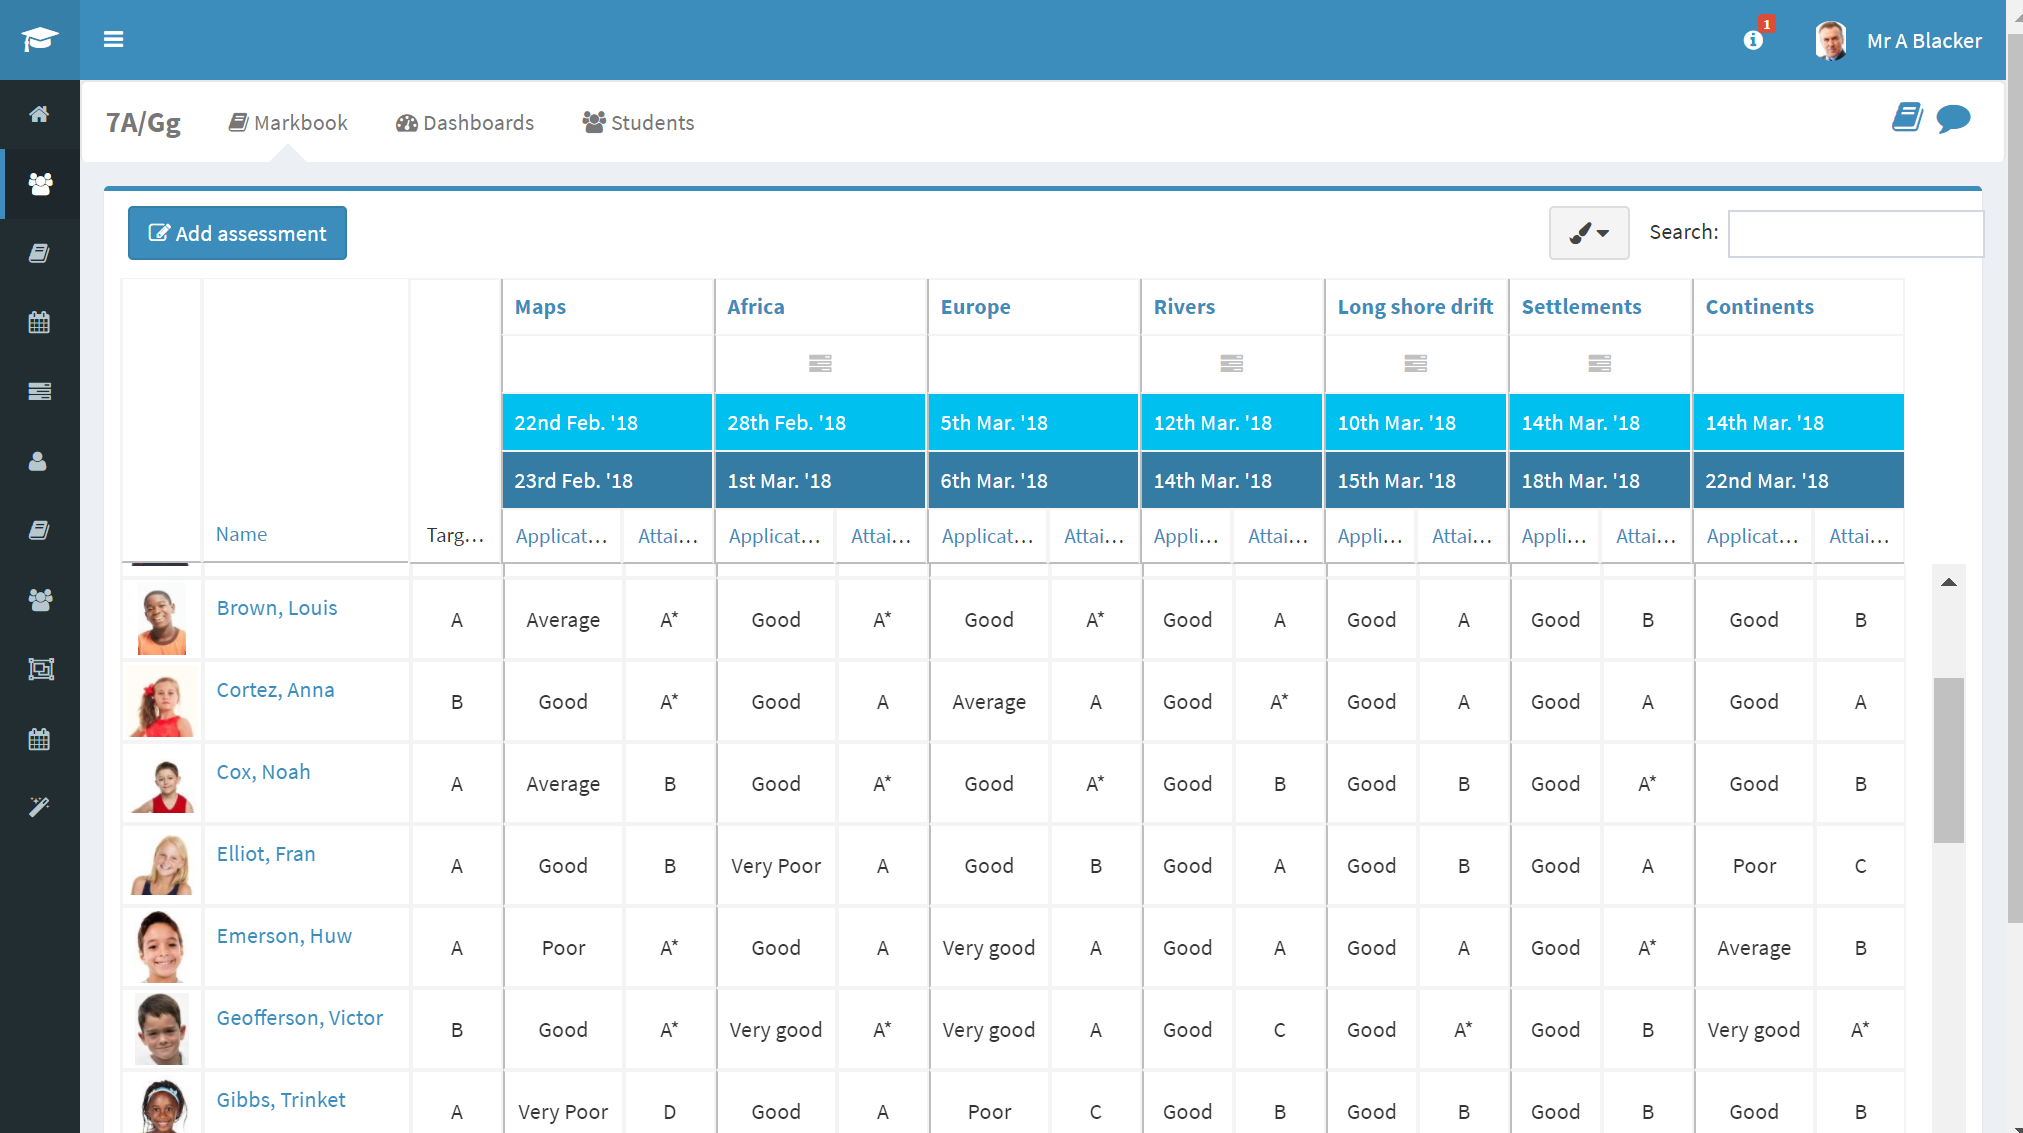 1
Mr A Blacker
7A/Gg Markbook Dashboards Students
Add assessment Search:
Maps Africa Europe Rivers Long shore drift Settlements Continents
22nd Feb. '18 28th Feb. '18 5th Mar. '18 12th Mar. '18 10th Mar. '18 14th Mar. '18 14th Mar. '18
23rd Feb. '18 1st Mar. '18 6th Mar. '18 14th Mar. '18 15th Mar. '18 18th Mar. '18 22nd Mar. '18
Name Targ... Applicat... Attai... Applicat... Attai... Applicat... Attai... Appli... Attai... Appli... Attai... Appli... Attai... Applicat... Attai...
Brown, Louis A Average A* Good A* Good A* Good A Good A Good B Good B
Cortez, Anna B Good A* Good A Average A Good A* Good A Good A Good A
Cox, Noah A Average B Good A* Good A* Good B Good B Good A* Good B
Elliot, Fran A Good B Very Poor A Good B Good A Good B Good A Poor C
Emerson, Huw A Poor A* Good A Very good A Good A Good A Good A* Average B
Geofferson, Victor B Good A* Very good A* Very good A Good C Good A* Good B Very good A*
Gibbs, Trinket A Very Poor D Good A Poor C Good B Good B Good B Good B